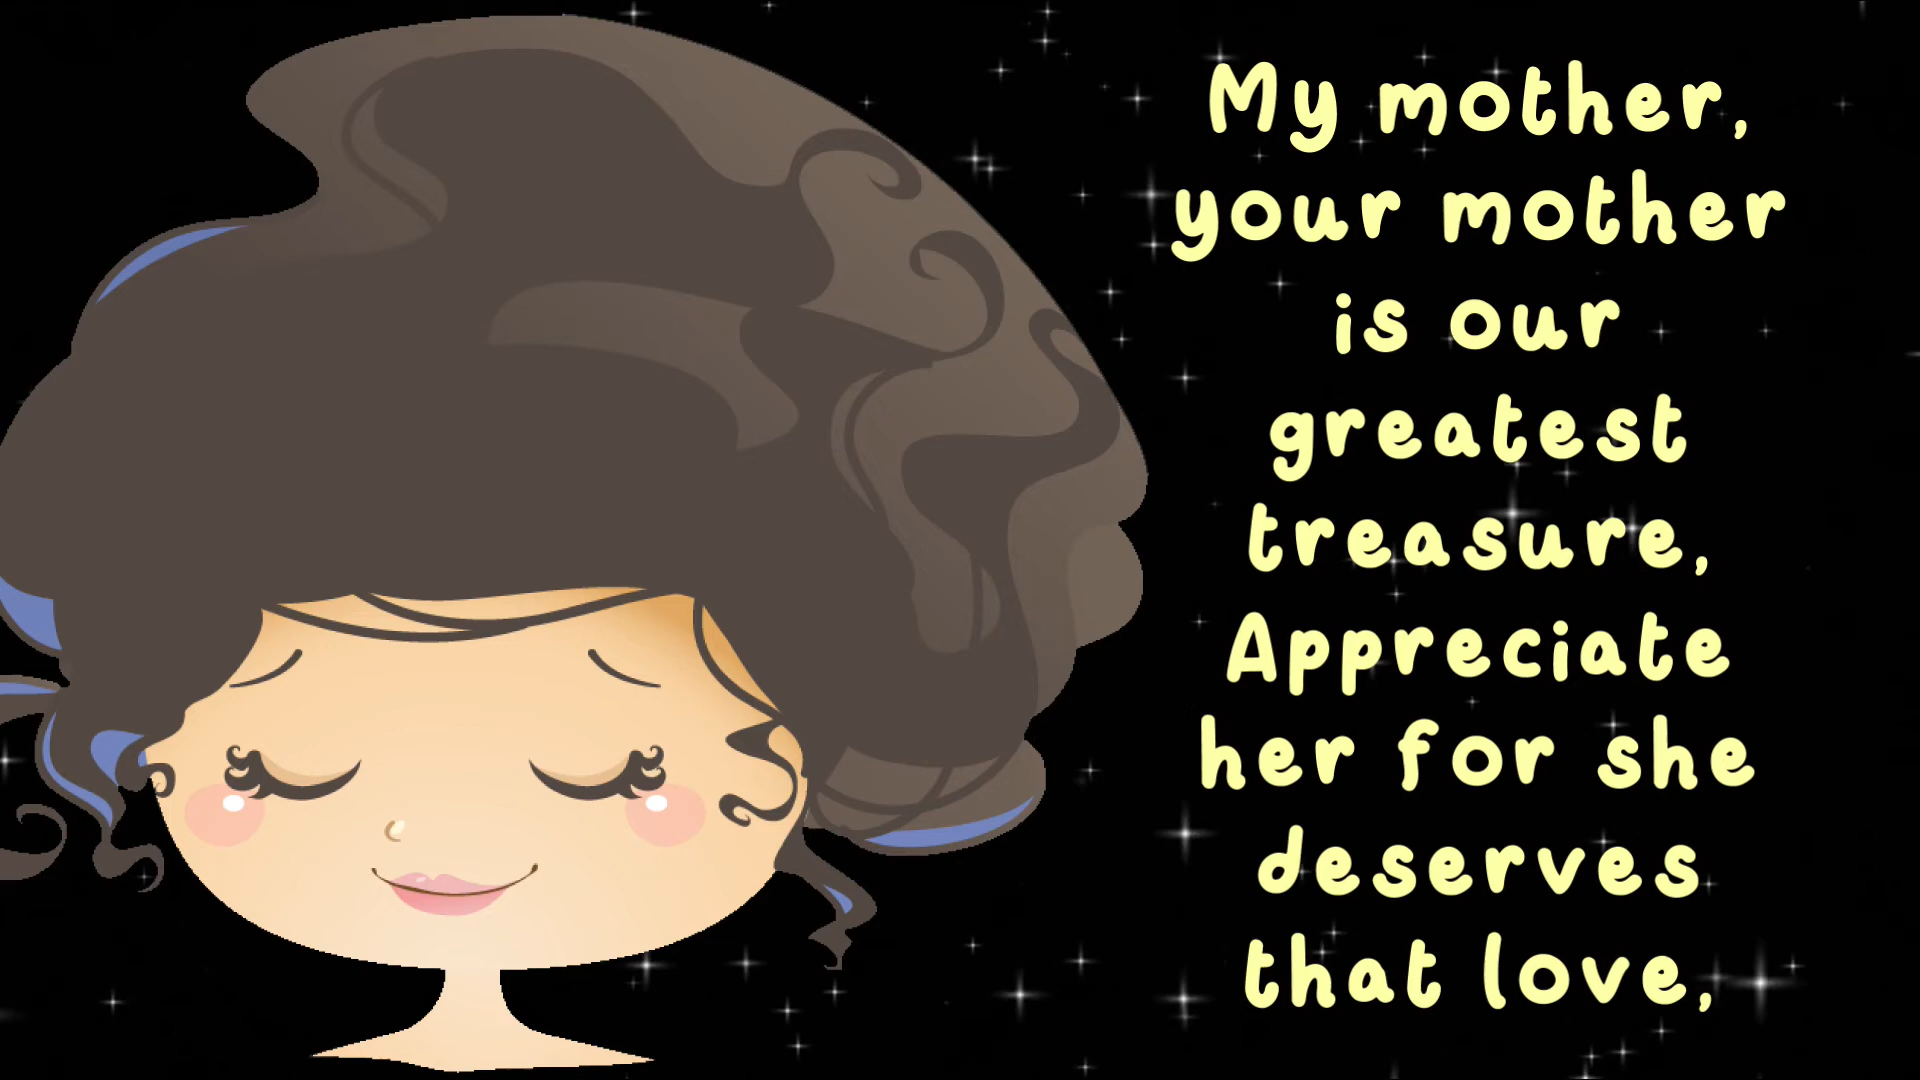 My mother,
your mother
is our
greatest
treasure,
Appreciate
her for she
deserves
that love,